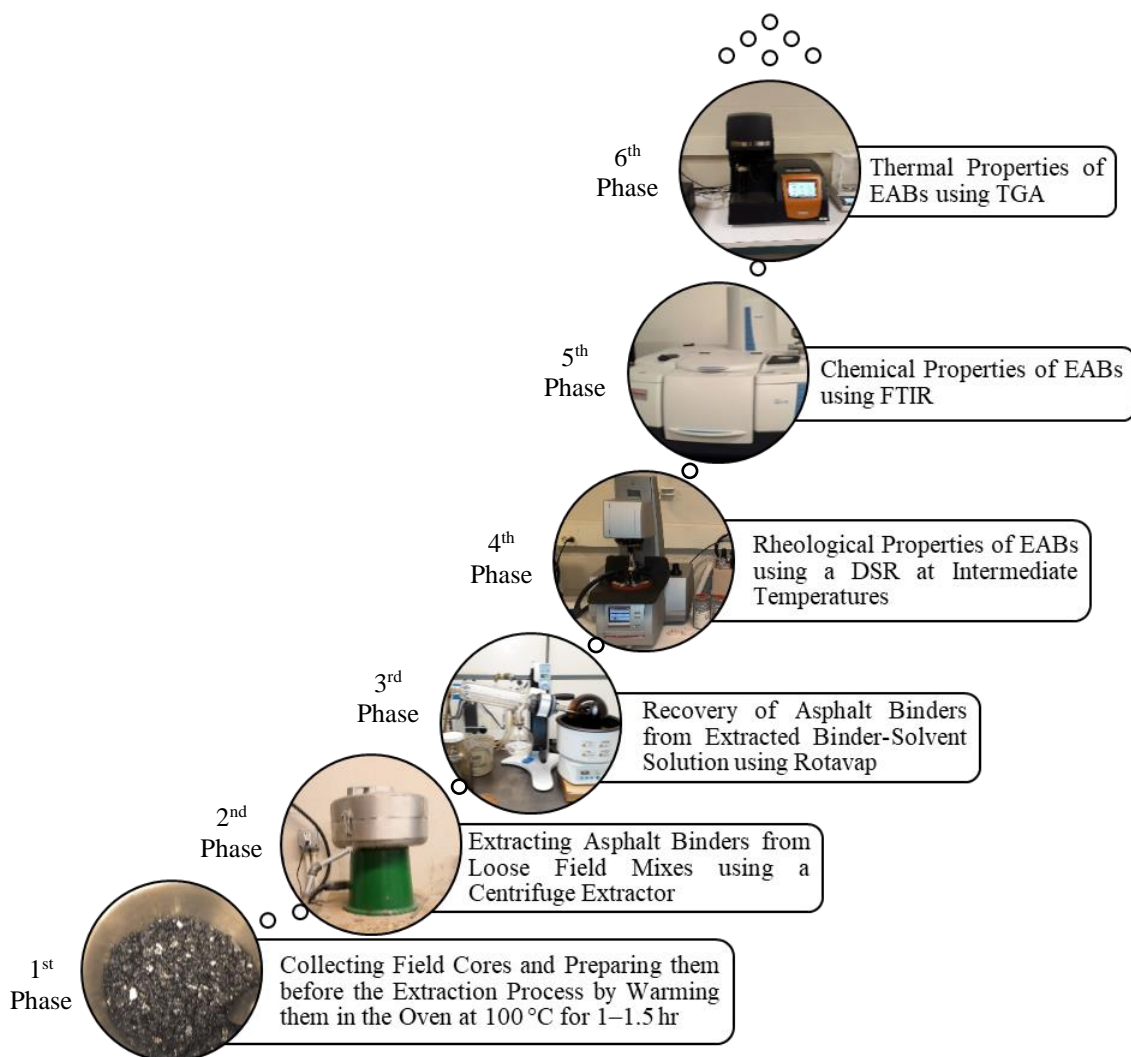 6th
Phase
Thermal Properties of
EABs using TGA
5th
Phase
Chemical Properties of EABs
using FTIR
4th
Phase
Rheological Properties of EABs
using a DSR at Intermediate
Temperatures
3rd
Phase
Recovery of Asphalt Binders
from Extracted Binder-Solvent
Solution using Rotavap
2nd
Phase
Extracting Asphalt Binders from
Loose Field Mixes using a
Centrifuge Extractor
1st
Phase
Collecting Field Cores and Preparing them
before the Extraction Process by Warming
them in the Oven at 100 °C for 1–1.5 hr